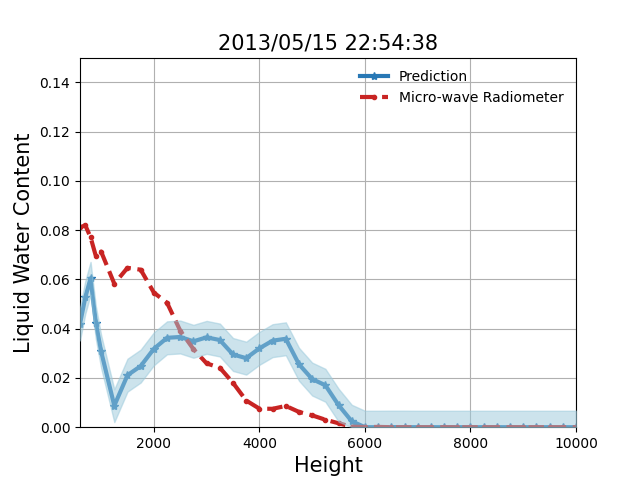 2013/05/15 22:54:38
Prediction
Micro-wave Radiometer
Liquid Water Content
0.14
0.12
0.10
0.08
0.06
0.04
0.02
0.00
2000 4000 6000 8000 10000
Height